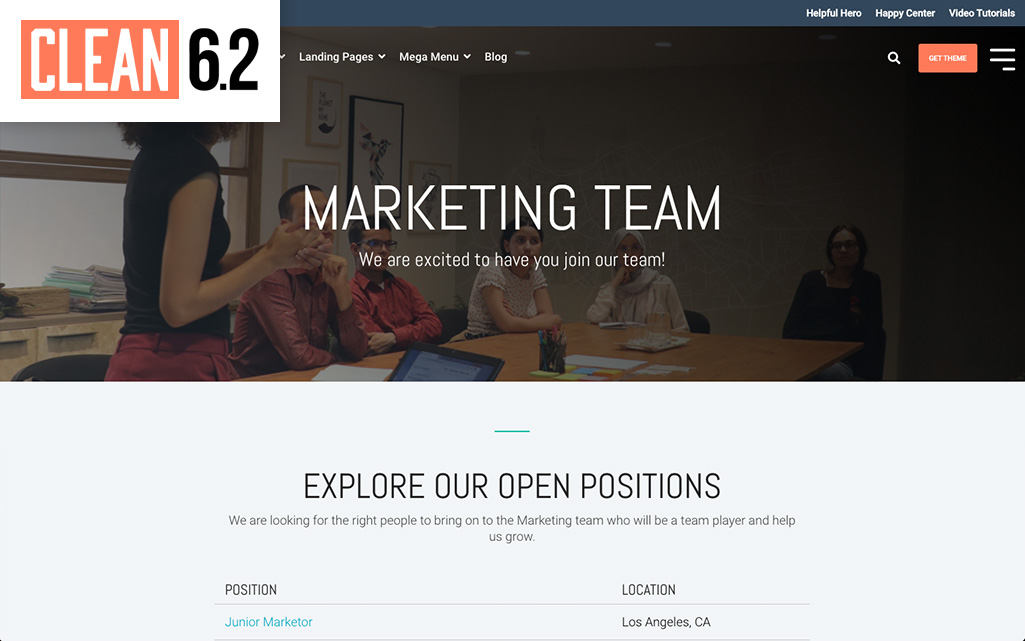 Helpful Hero Happy Center Video Tutorials
CLEAN 6.2
Landing Pages Mega Menu Blog
GET THEME
MARKETING TEAM
We are excited to have you join our team!
EXPLORE OUR OPEN POSITIONS
We are looking for the right people to bring on to the Marketing team who will be a team player and help
us grow.
POSITION LOCATION
Junior Marketor Los Angeles, CA